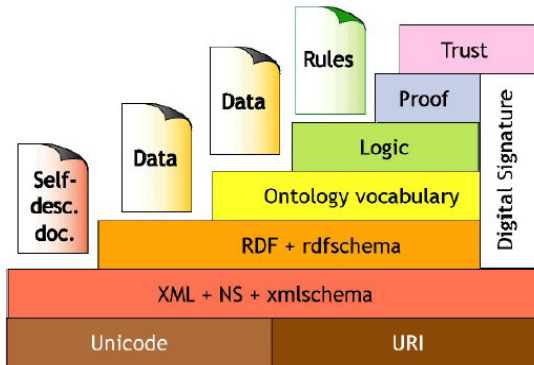 Trust
Rules
Proof
Data
Logic
Digital Signature
Data
Ontology vocabulary
Self-
desc.
doc.
RDF + rdfschema
XML + NS + xmlschema
Unicode
URI